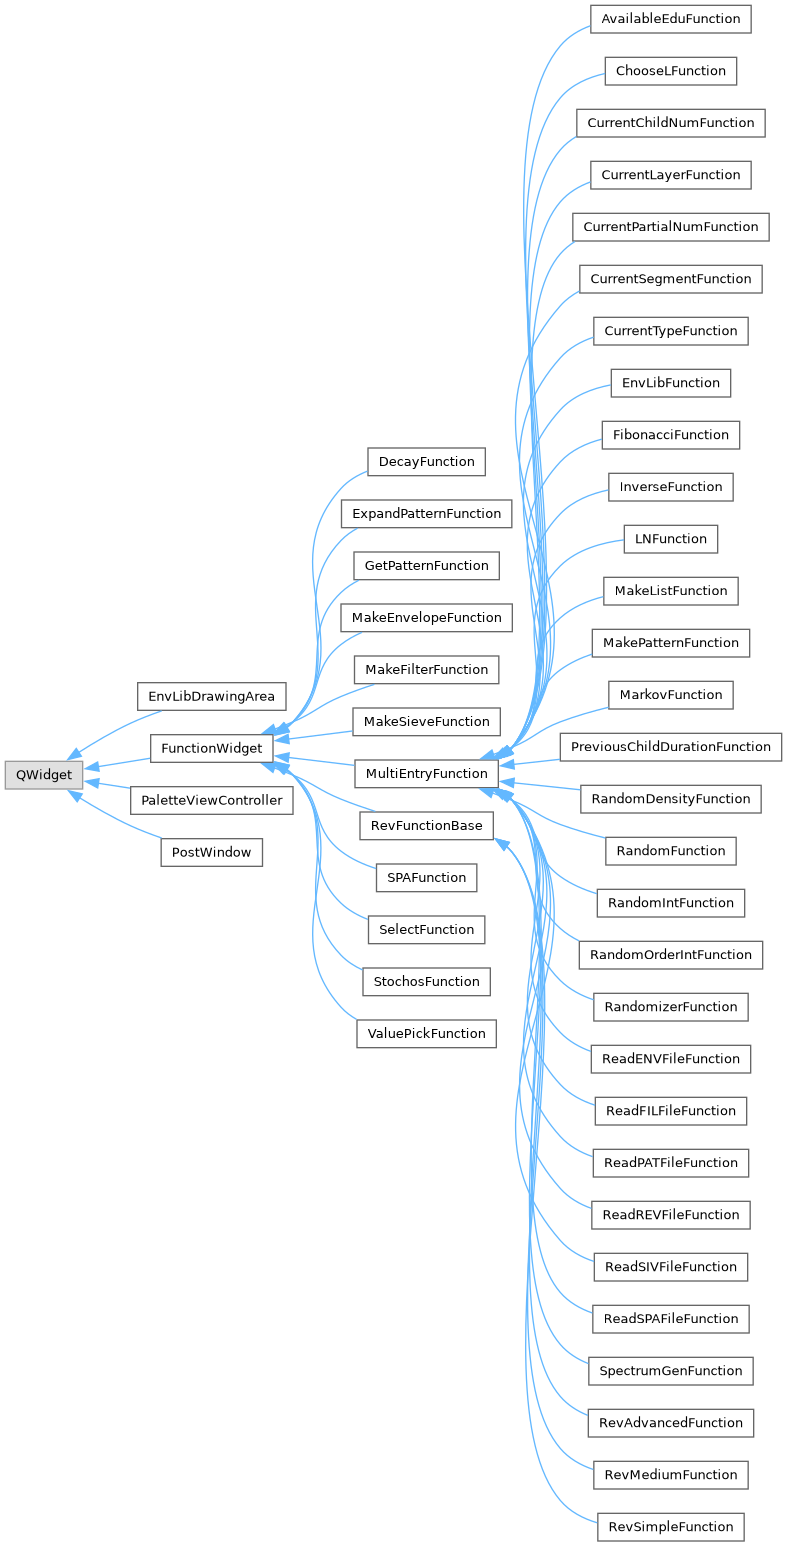 AvailableEduFunction
ChooseLFunction
CurrentChildNumFunction
CurrentLayerFunction
CurrentPartialNumFunction
CurrentSegmentFunction
CurrentTypeFunction
EnvLibFunction
FibonacciFunction
DecayFunction
InverseFunction
ExpandPatternFunction
LNFunction
GetPatternFunction
MakeListFunction
MakeEnvelopeFunction
MakePatternFunction
MakeFilterFunction
EnvLibDrawingArea
MarkovFunction
MakeSieveFunction
FunctionWidget
PreviousChildDurationFunction
QWidget
MultiEntryFunction
PaletteViewController
RandomDensityFunction
RevFunctionBase
PostWindow
RandomFunction
SPAFunction
RandomIntFunction
SelectFunction
RandomOrderIntFunction
StochosFunction
RandomizerFunction
ValuePickFunction
ReadENVFileFunction
ReadFILFileFunction
ReadPATFileFunction
ReadREVFileFunction
ReadSIVFileFunction
ReadSPAFileFunction
SpectrumGenFunction
RevAdvancedFunction
RevMediumFunction
RevSimpleFunction